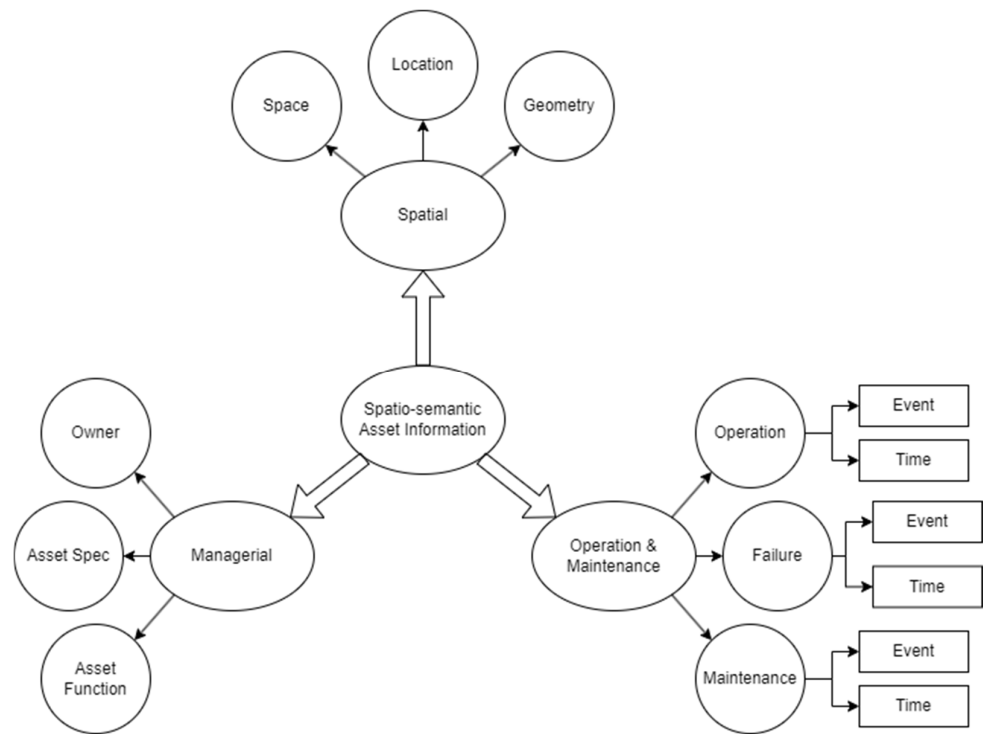 Location
Space
Geometry
Spatial
Spatio-semantic
Asset Information
Owner
Asset Spec
Asset
Function
Managerial
Operation &
Maintenance
Operation
Event
Time
Failure
Event
Time
Maintenance
Event
Time